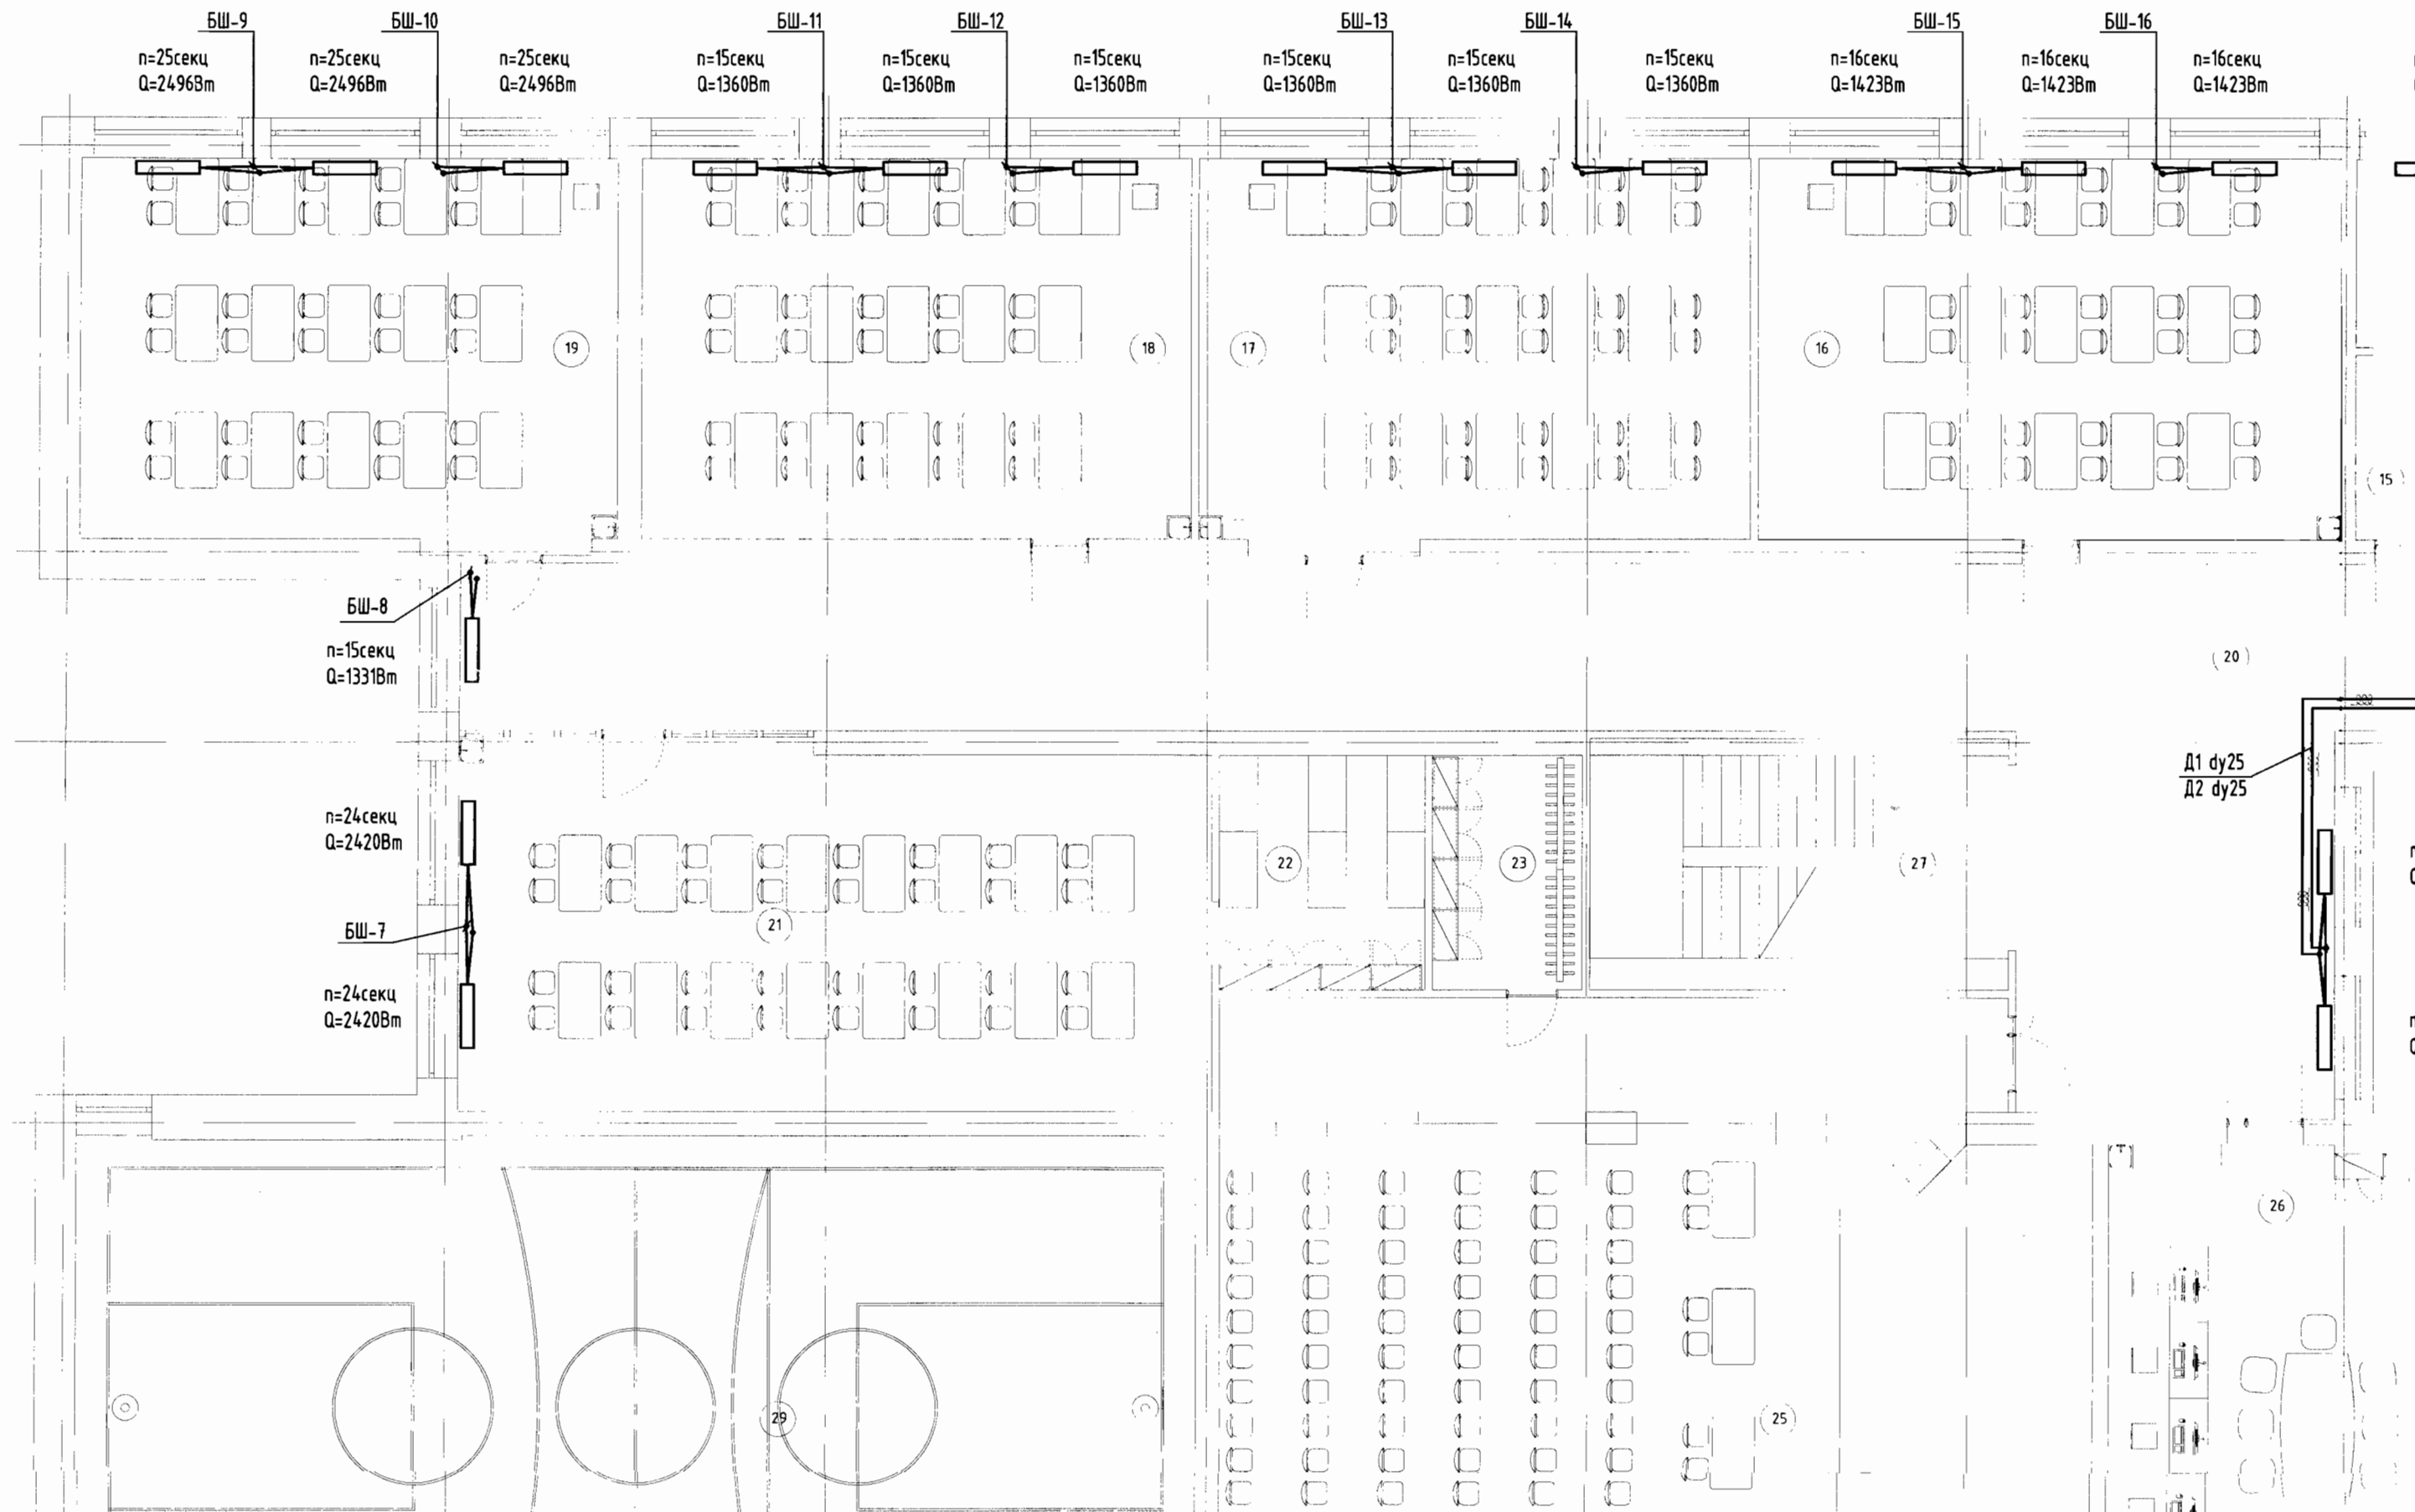 БШ-9
БШ-10
БШ-11
БШ-12
БШ-13
БШ-14
БШ-15
БШ-16
n=25секц
Q=2496Вт
n=25секц
Q=2496Вт
n=25секц
Q=2496Вт
n=15секц
Q=1360Вт
n=15секц
Q=1360Вт
n=15секц
Q=1360Вт
n=15секц
Q=1360Вт
n=15секц
Q=1360Вт
n=15секц
Q=1360Вт
n=16секц
Q=1423Вт
n=16секц
Q=1423Вт
n=16секц
Q=1423Вт
19
18
17
16
15
БШ-8
n=15секц
Q=1331Вт
20
Д1 dy25
Д2 dy25
n=24секц
Q=2420Вт
22
23
27
21
БШ-7
n=24секц
Q=2420Вт
26
29
25